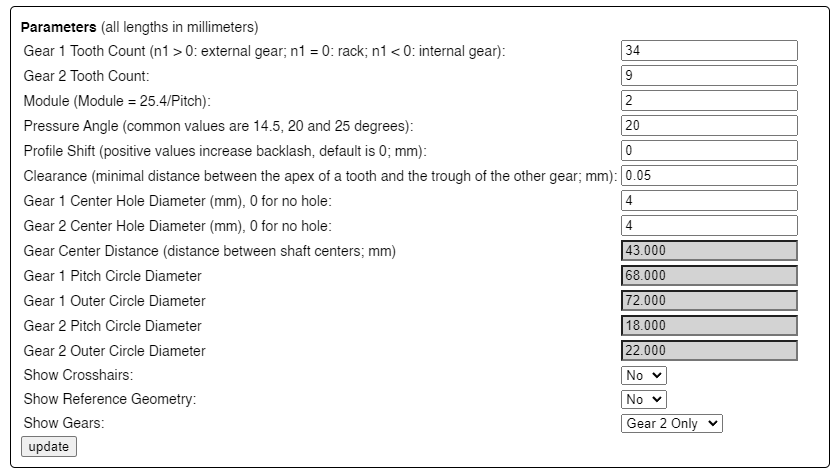 Parameters (all lengths in millimeters)
Gear 1 Tooth Count (n1 > 0: external gear; n1 = 0: rack; n1 < 0: internal gear): 34
Gear 2 Tooth Count: 9
Module (Module = 25.4/Pitch): 2
Pressure Angle (common values are 14.5, 20 and 25 degrees): 20
Profile Shift (positive values increase backlash, default is 0; mm): 0
Clearance (minimal distance between the apex of a tooth and the trough of the other gear; mm): 0.05
Gear 1 Center Hole Diameter (mm), 0 for no hole: 4
Gear 2 Center Hole Diameter (mm), 0 for no hole: 4
Gear Center Distance (distance between shaft centers; mm) 43.000
Gear 1 Pitch Circle Diameter 68.000
Gear 1 Outer Circle Diameter 72.000
Gear 2 Pitch Circle Diameter 18.000
Gear 2 Outer Circle Diameter 22.000
Show Crosshairs: No
Show Reference Geometry: No
Show Gears: Gear 2 Only
update